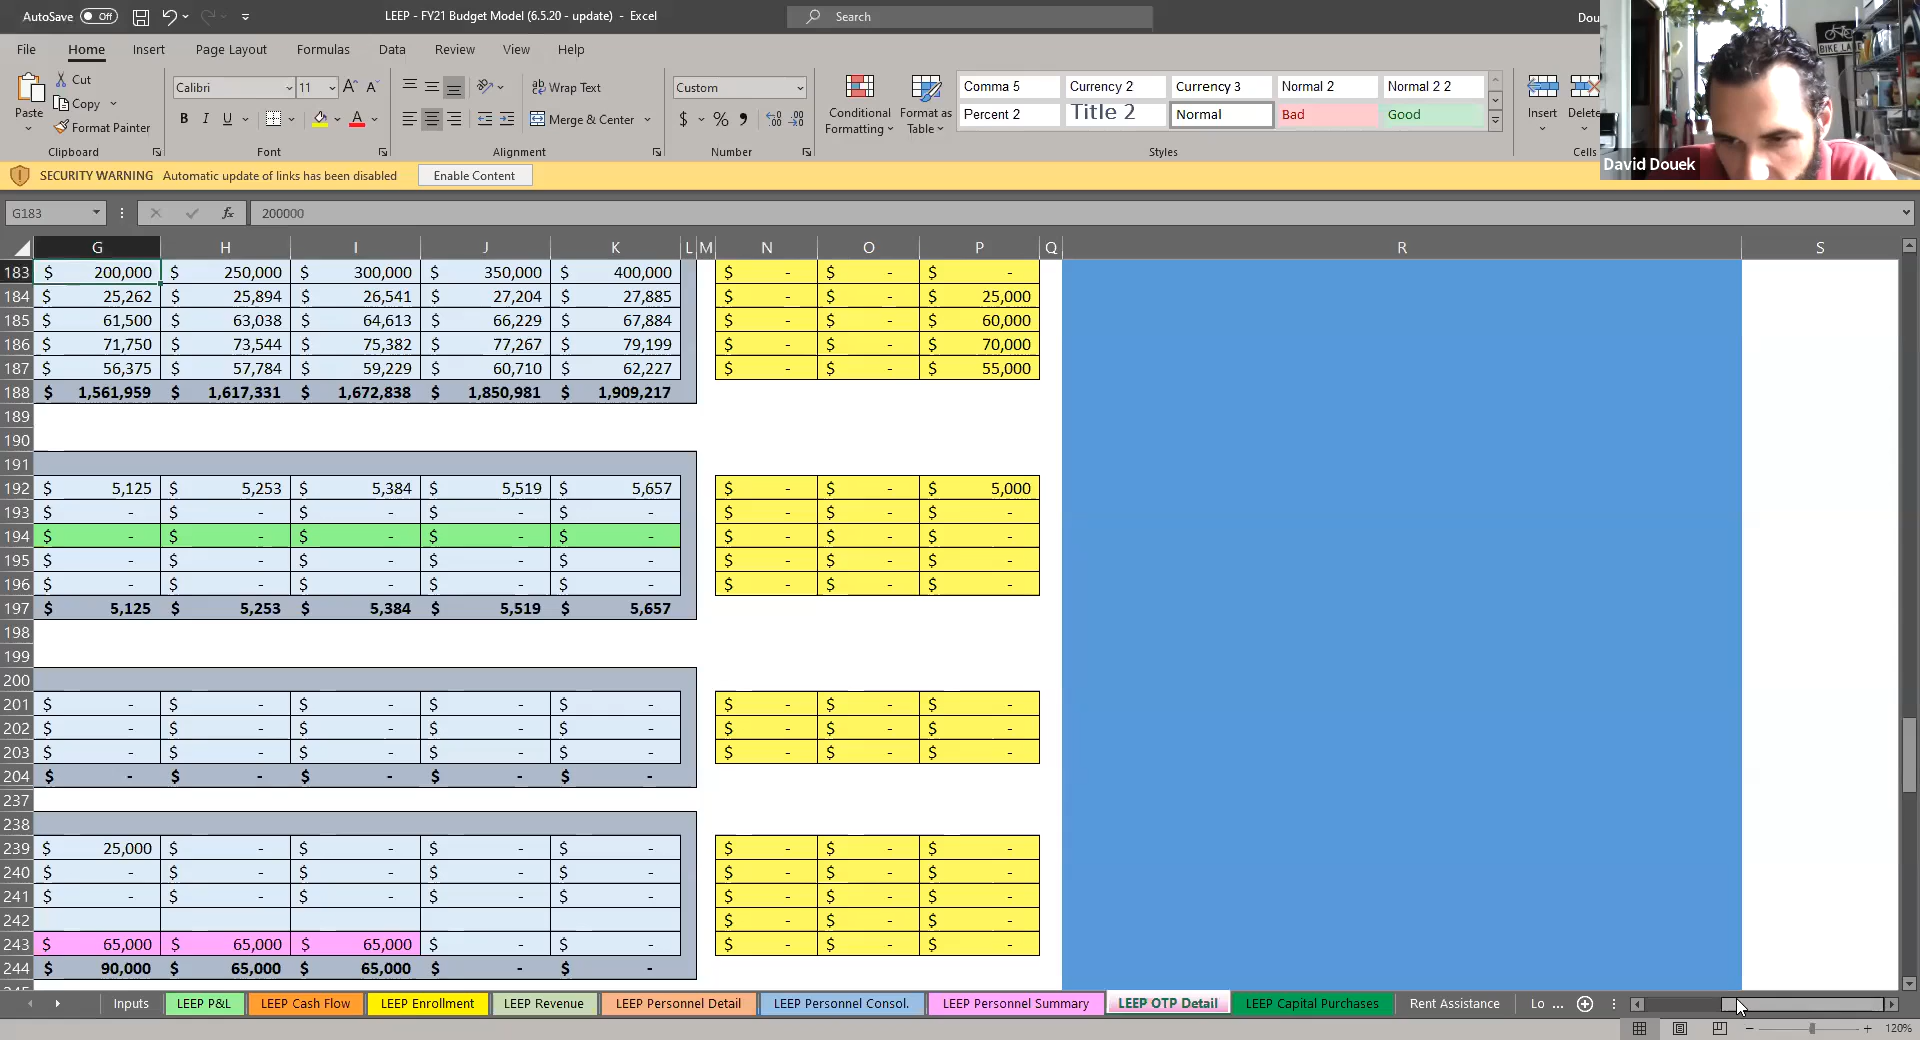 AutoSave Off LEEP - FY21 Budget Model (6.5.20 - update) - Excel Search Dou
File Home Insert Page Layout Formulas Data Review View Help
Paste Cut Copy Format Painter Clipboard
Calibri 11 A A B I U A Font
Wrap Text Merge & Center Alignment
Custom $ % Number
Conditional Formatting Format as Table
Comma 5 Currency 2 Currency 3 Normal 2 Normal 2 2
Percent 2 Title 2 Normal Bad Good
Styles
Insert Delete Cells
BIKE LANE
David Douek
SECURITY WARNING Automatic update of links has been disabled Enable Content
G183 fx 200000
G H I J K L M N O P Q R S
183 $ 200,000 $ 250,000 $ 300,000 $ 350,000 $ 400,000 $ - $ - $ -
184 $ 25,262 $ 25,894 $ 26,541 $ 27,204 $ 27,885 $ - $ - $ 25,000
185 $ 61,500 $ 63,038 $ 64,613 $ 66,229 $ 67,884 $ - $ - $ 60,000
186 $ 71,750 $ 73,544 $ 75,382 $ 77,267 $ 79,199 $ - $ - $ 70,000
187 $ 56,375 $ 57,784 $ 59,229 $ 60,710 $ 62,227 $ - $ - $ 55,000
188 $ 1,561,959 $ 1,617,331 $ 1,672,838 $ 1,850,981 $ 1,909,217
189
190
191
192 $ 5,125 $ 5,253 $ 5,384 $ 5,519 $ 5,657 $ - $ - $ 5,000
193 $ - $ - $ - $ - $ - $ - $ - $ -
194 $ - $ - $ - $ - $ - $ - $ - $ -
195 $ - $ - $ - $ - $ - $ - $ - $ -
196 $ - $ - $ - $ - $ - $ - $ - $ -
197 $ 5,125 $ 5,253 $ 5,384 $ 5,519 $ 5,657
198
199
200
201 $ - $ - $ - $ - $ - $ - $ - $ -
202 $ - $ - $ - $ - $ - $ - $ - $ -
203 $ - $ - $ - $ - $ - $ - $ - $ -
204 $ - $ - $ - $ - $ -
237
238
239 $ 25,000 $ - $ - $ - $ - $ - $ - $ -
240 $ - $ - $ - $ - $ - $ - $ - $ -
241 $ - $ - $ - $ - $ - $ - $ - $ -
242 $ - $ - $ -
243 $ 65,000 $ 65,000 $ 65,000 $ - $ - $ - $ - $ -
244 $ 90,000 $ 65,000 $ 65,000 $ - $ -
Inputs LEEP P&L LEEP Cash Flow LEEP Enrollment LEEP Revenue LEEP Personnel Detail LEEP Personnel Consol. LEEP Personnel Summary LEEP OTP Detail LEEP Capital Purchases Rent Assistance Lo ...
120%